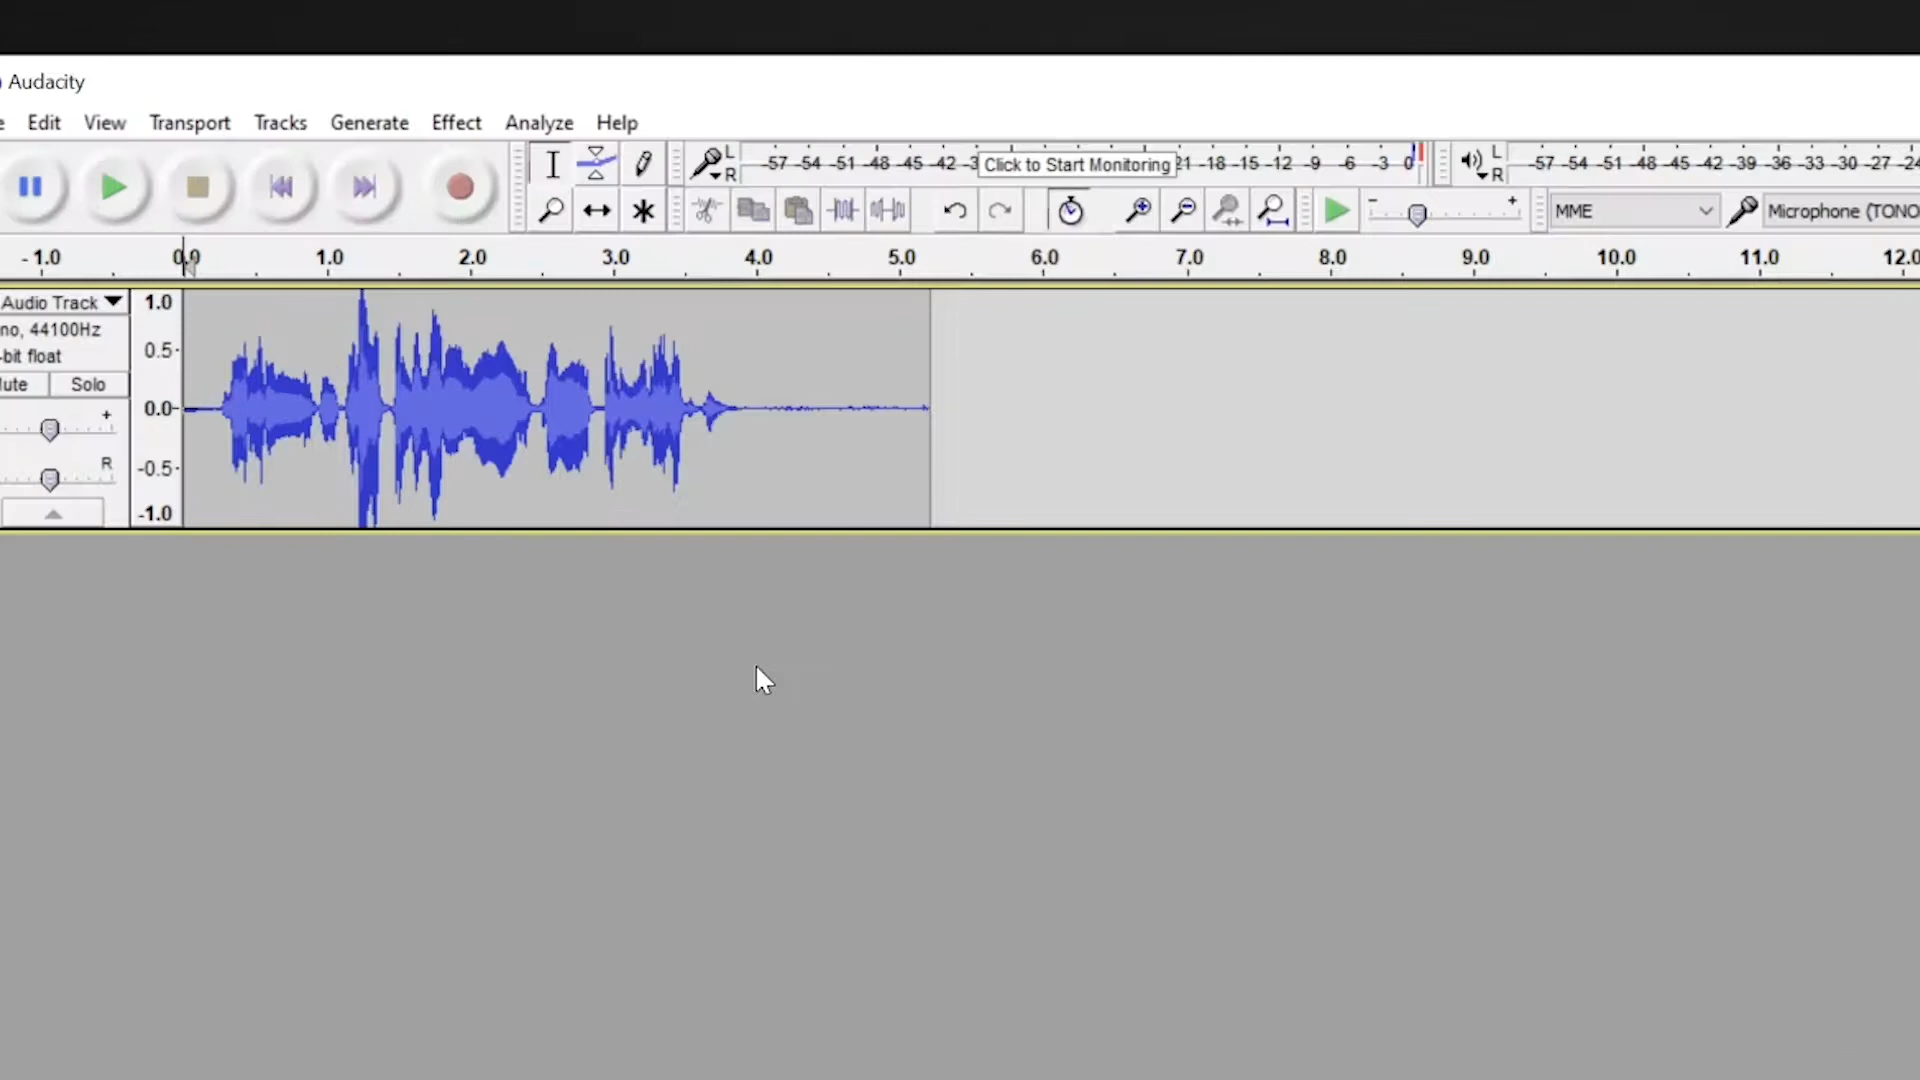 Audacity
Edit View Transport Tracks Generate Effect Analyze Help
L
R
-57 -54 -51 -48 -45 -42 -3 Click to Start Monitoring 21 -18 -15 -12 -9 -6 -3 0
L
R
-57 -54 -51 -48 -45 -42 -39 -36 -33 -30 -27 -24
- + MME Microphone (TONO
-1.0 0.0 1.0 2.0 3.0 4.0 5.0 6.0 7.0 8.0 9.0 10.0 11.0 12.0
Audio Track 1.0
no, 44100Hz
-bit float 0.5
lute Solo
+ 0.0
R -0.5
-1.0